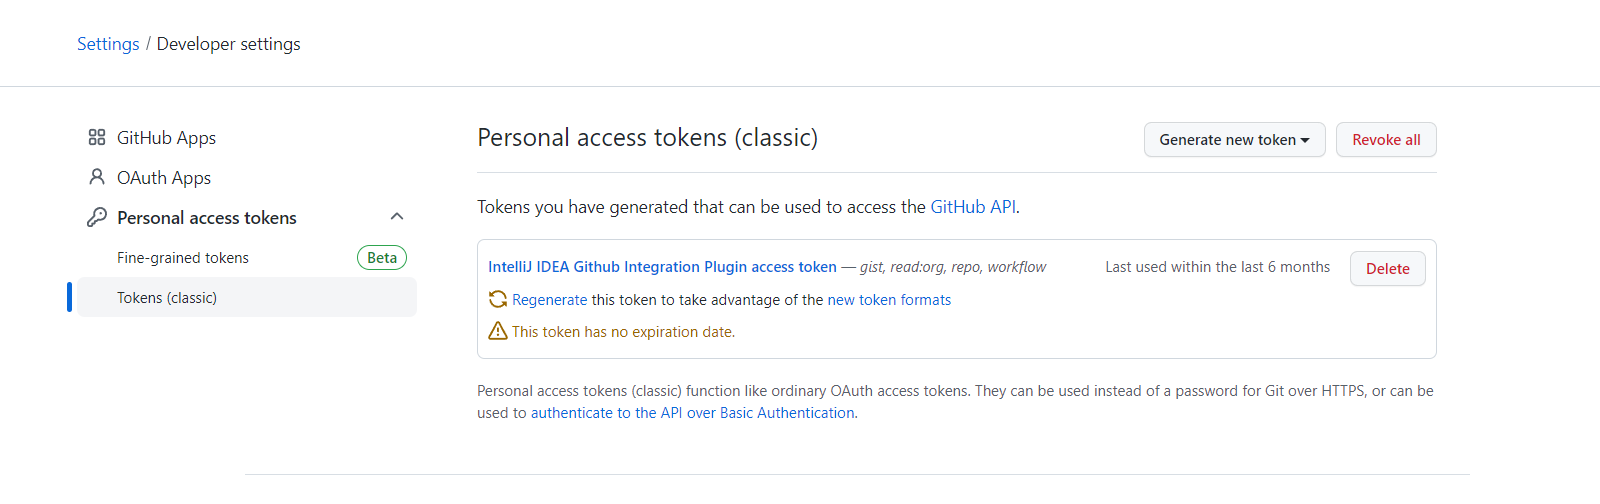 Settings / Developer settings
GitHub Apps
OAuth Apps
Personal access tokens
Fine-grained tokens Beta
Tokens (classic)
Personal access tokens (classic)
Generate new token
Revoke all
Tokens you have generated that can be used to access the GitHub API.
IntelliJ IDEA Github Integration Plugin access token — gist, read:org, repo, workflow
Last used within the last 6 months
Delete
Regenerate this token to take advantage of the new token formats
This token has no expiration date.
Personal access tokens (classic) function like ordinary OAuth access tokens. They can be used instead of a password for Git over HTTPS, or can be
used to authenticate to the API over Basic Authentication.